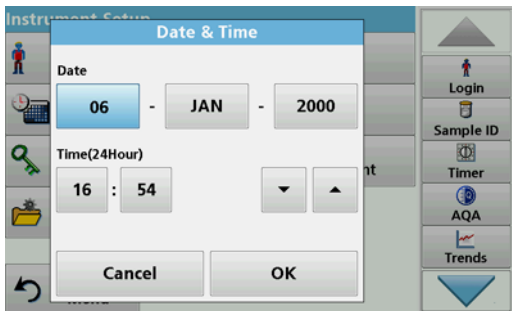 Instrument Setup
Date & Time
Date
06 - JAN - 2000
Time(24Hour)
16 : 54
Cancel OK
Menu
Login
Sample ID
Timer
AQA
Trends